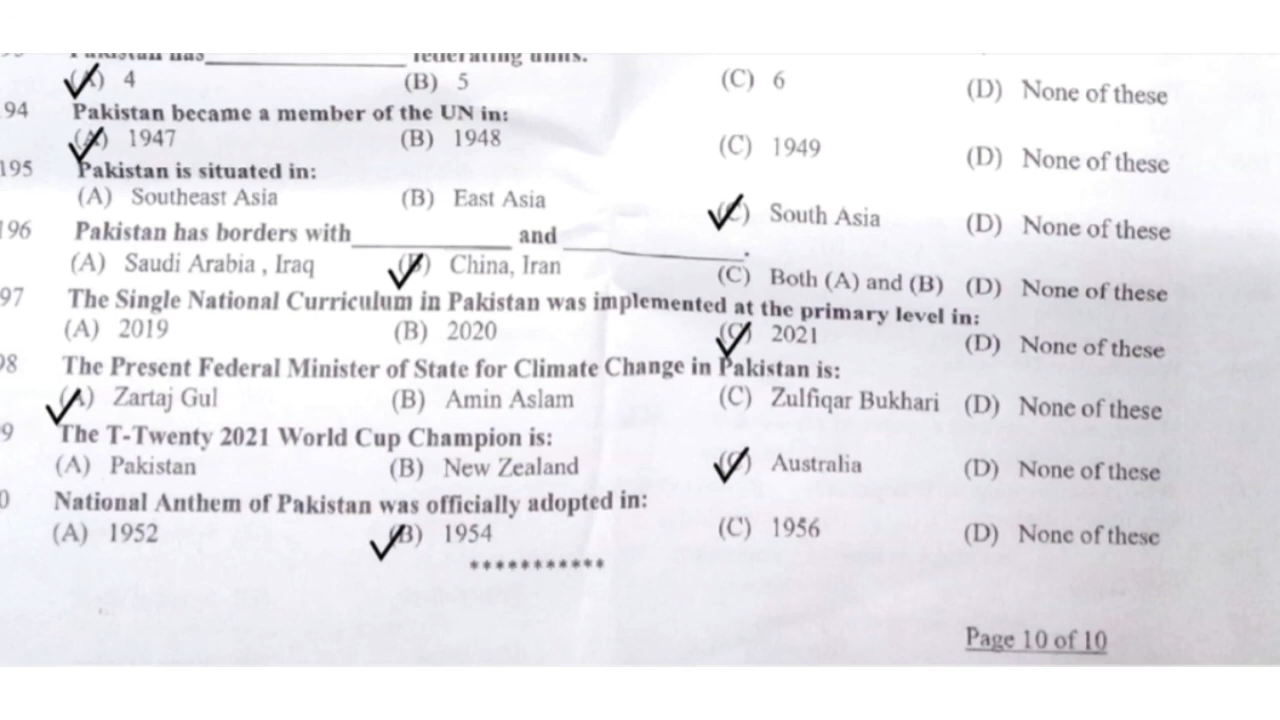 (A) 4 (B) 5 (C) 6 (D) None of these
94 Pakistan became a member of the UN in:
(A) 1947 (B) 1948 (C) 1949 (D) None of these
195 Pakistan is situated in:
(A) Southeast Asia (B) East Asia (C) South Asia (D) None of these
196 Pakistan has borders with ____________ and ______________.
(A) Saudi Arabia , Iraq (B) China, Iran (C) Both (A) and (B) (D) None of these
97 The Single National Curriculum in Pakistan was implemented at the primary level in:
(A) 2019 (B) 2020 (C) 2021 (D) None of these
98 The Present Federal Minister of State for Climate Change in Pakistan is:
(A) Zartaj Gul (B) Amin Aslam (C) Zulfiqar Bukhari (D) None of these
9 The T-Twenty 2021 World Cup Champion is:
(A) Pakistan (B) New Zealand (C) Australia (D) None of these
0 National Anthem of Pakistan was officially adopted in:
(A) 1952 (B) 1954 (C) 1956 (D) None of these
***********
Page 10 of 10